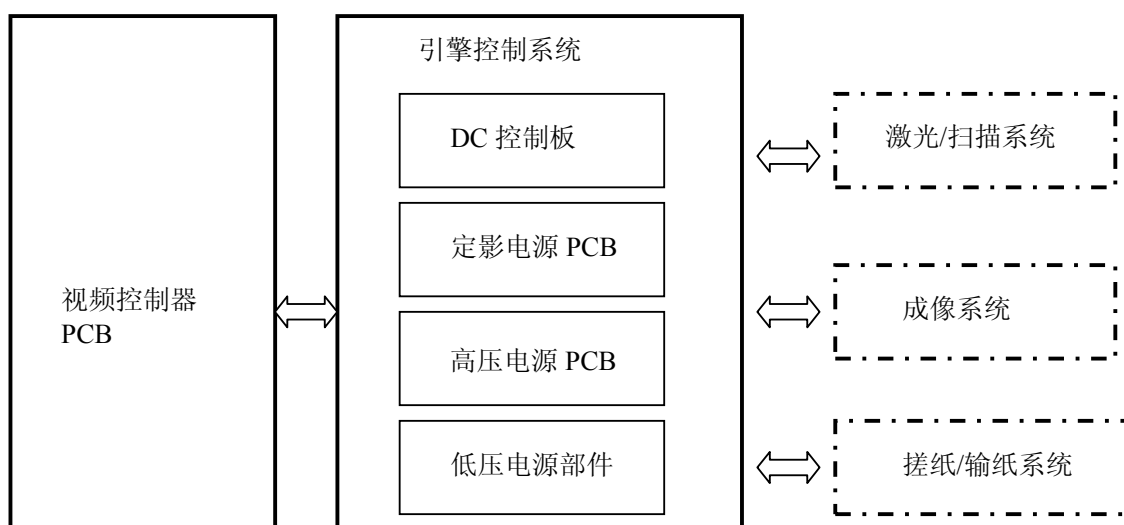 引擎控制系统
DC 控制板
定影电源 PCB
高压电源 PCB
低压电源部件
视频控制器
PCB
激光/扫描系统
成像系统
搓纸/输纸系统